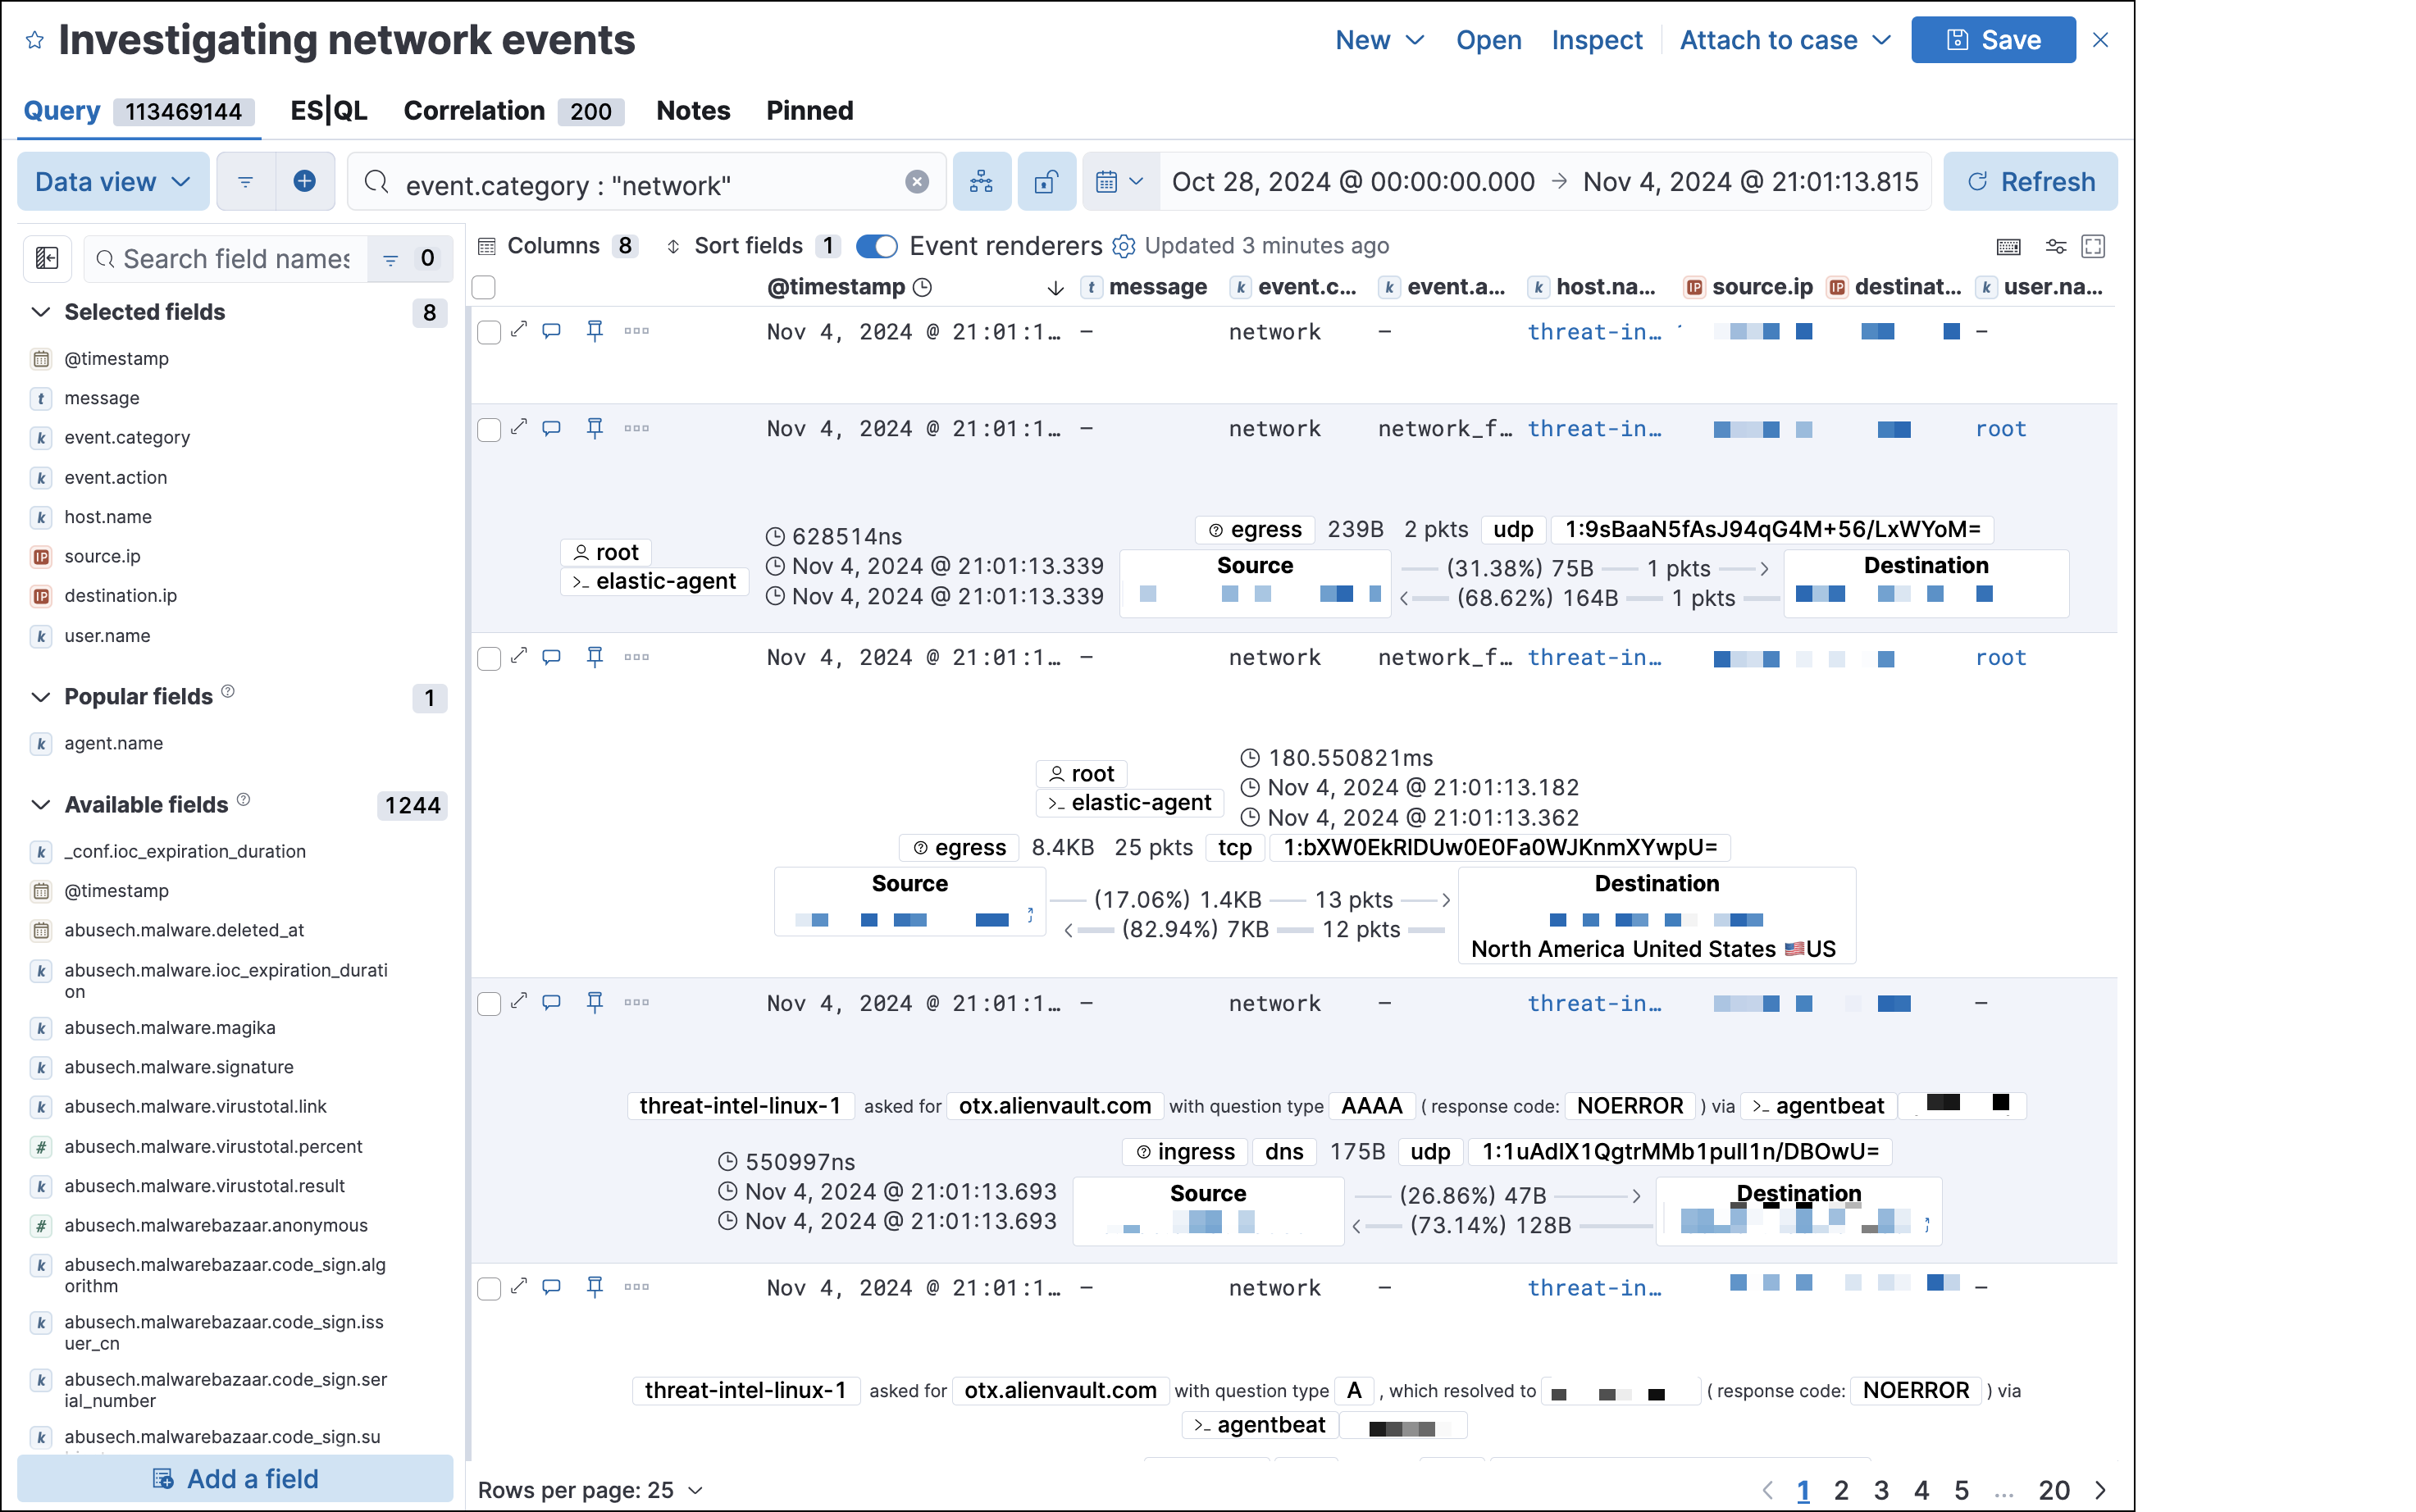 Investigating network events
New Open Inspect Attach to case Save
Query 113469144 ES|QL Correlation 200 Notes Pinned
Data view event.category : "network" Oct 28, 2024 @ 00:00:00.000 → Nov 4, 2024 @ 21:01:13.815 Refresh
Search field names 0
Selected fields 8
@timestamp
message
event.category
event.action
host.name
source.ip
destination.ip
user.name
Popular fields 1
agent.name
Available fields 1244
_conf.ioc_expiration_duration
@timestamp
abusech.malware.deleted_at
abusech.malware.ioc_expiration_durati
on
abusech.malware.magika
abusech.malware.signature
abusech.malware.virustotal.link
abusech.malware.virustotal.percent
abusech.malware.virustotal.result
abusech.malwarebazaar.anonymous
abusech.malwarebazaar.code_sign.alg
orithm
abusech.malwarebazaar.code_sign.iss
uer_cn
abusech.malwarebazaar.code_sign.ser
ial_number
abusech.malwarebazaar.code_sign.su
Add a field
Columns 8 Sort fields 1 Event renderers Updated 3 minutes ago
@timestamp message event.c... event.a... host.na... source.ip destinat... user.na...
Nov 4, 2024 @ 21:01:1… — network — threat-in… —
Nov 4, 2024 @ 21:01:1… — network network_f… threat-in… root
egress 239B 2 pkts udp 1:9sBaaN5fAsJ94qG4M+56/LxWYoM=
root 628514ns
elastic-agent Nov 4, 2024 @ 21:01:13.339 Source (31.38%) 75B 1 pkts Destination
Nov 4, 2024 @ 21:01:13.339 (68.62%) 164B 1 pkts
Nov 4, 2024 @ 21:01:1… — network network_f… threat-in… root
180.550821ms
root Nov 4, 2024 @ 21:01:13.182
elastic-agent Nov 4, 2024 @ 21:01:13.362
egress 8.4KB 25 pkts tcp 1:bXW0EkRlDUw0E0Fa0WJKnmXYwpU=
Source (17.06%) 1.4KB 13 pkts Destination
(82.94%) 7KB 12 pkts
North America United States 🇺🇸US
Nov 4, 2024 @ 21:01:1… — network — threat-in… —
threat-intel-linux-1 asked for otx.alienvault.com with question type AAAA ( response code: NOERROR ) via >_ agentbeat
ingress dns 175B udp 1:1uAdIX1QgtrMMb1pull1n/DBOwU=
550997ns
Nov 4, 2024 @ 21:01:13.693 Source (26.86%) 47B Destination
Nov 4, 2024 @ 21:01:13.693 (73.14%) 128B
Nov 4, 2024 @ 21:01:1… — network — threat-in… —
threat-intel-linux-1 asked for otx.alienvault.com with question type A , which resolved to ( response code: NOERROR ) via
>_ agentbeat
Rows per page: 25 1 2 3 4 5 … 20